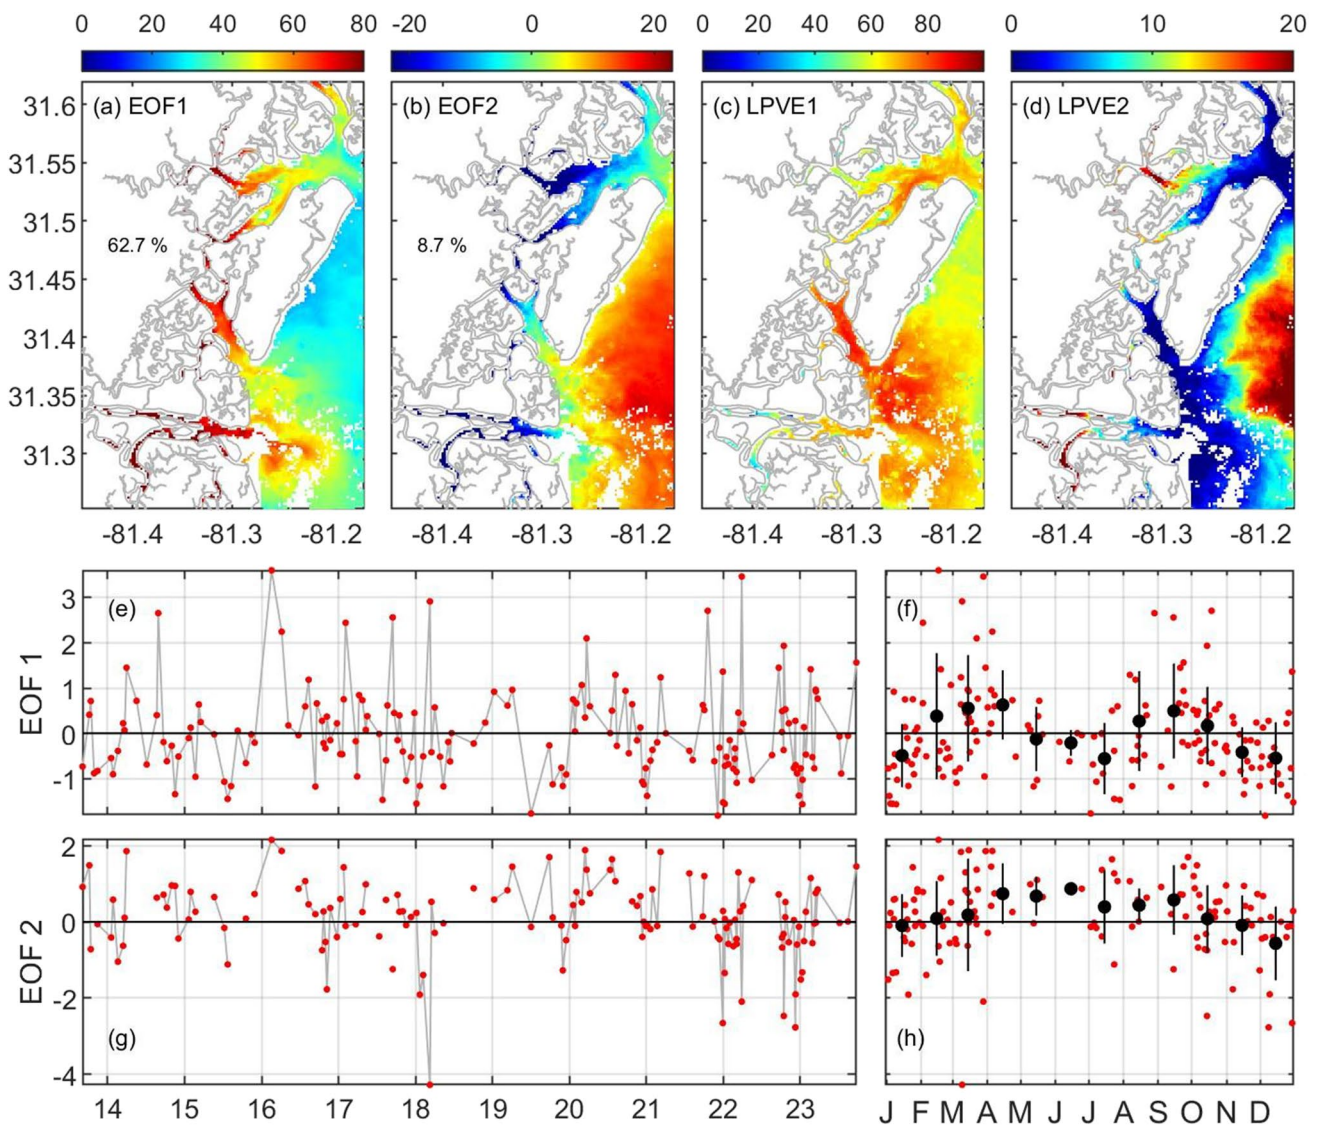 0 20 40 60 80
-20 0 20
0 20 40 60 80
0 10 20
(a) EOF1
(b) EOF2
(c) LPVE1
(d) LPVE2
31.6
31.55
31.5
31.45
31.4
31.35
31.3
62.7 %
8.7 %
-81.4 -81.3 -81.2
-81.4 -81.3 -81.2
-81.4 -81.3 -81.2
-81.4 -81.3 -81.2
EOF 1
3
2
1
0
-1
(e)
(f)
EOF 2
2
0
-2
-4
(g)
(h)
14 15 16 17 18 19 20 21 22 23
J F M A M J J A S O N D